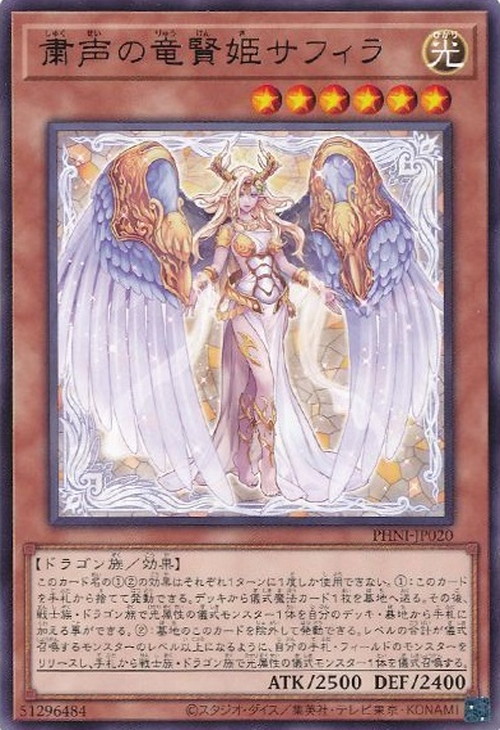 粛声の竜賢姫サフィラ
光
PHNI-JP020
【ドラゴン族/効果】
このカード名の①②の効果はそれぞれ1ターンに1度しか使用できない。①:このカード
を手札から捨てて発動できる。デッキから儀式魔法カード1枚を墓地へ送る。その後、
戦士族・ドラゴン族で光属性の儀式モンスター1体を自分のデッキ・墓地から手札に
加える事ができる。②:墓地のこのカードを除外して発動できる。レベルの合計が儀式
召喚するモンスターのレベル以上になるように、自分の手札・フィールドのモンスターを
リリースし、手札から戦士族・ドラゴン族で光属性の儀式モンスター1体を儀式召喚する。
ATK/2500 DEF/2400
51296484 ©スタジオ・ダイス/集英社・テレビ東京・KONAMI